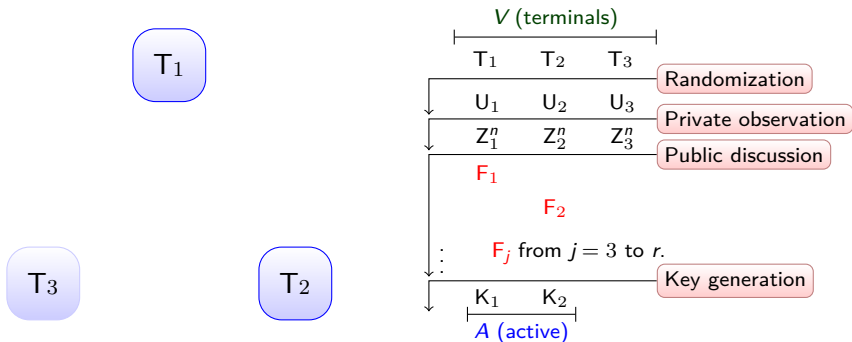 T₁
T₃
T₂
V (terminals)
T₁ T₂ T₃
Randomization
U₁ U₂ U₃
Private observation
Z₁ⁿ Z₂ⁿ Z₃ⁿ
Public discussion
F₁
F₂
⋮ Fⱼ from j = 3 to r.
Key generation
K₁ K₂
A (active)